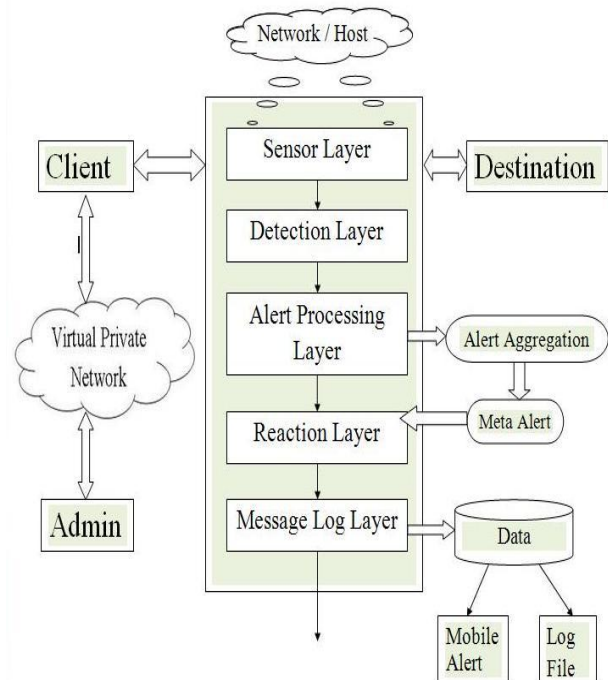 Network / Host
Client
Sensor Layer
Destination
Detection Layer
Virtual Private
Network
Alert Processing
Layer
Alert Aggregation
Reaction Layer
Meta Alert
Admin
Message Log Layer
Data
Mobile
Alert
Log
File